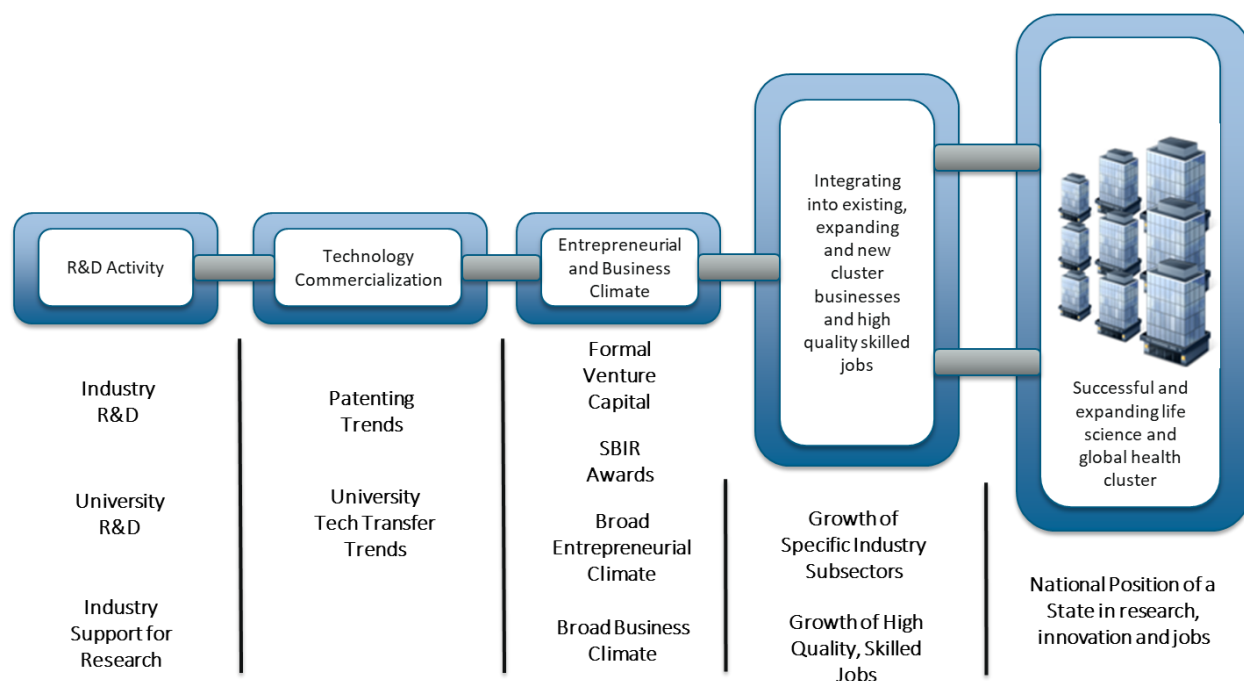 R&D Activity
Technology
Commercialization
Entrepreneurial
and Business
Climate
Integrating
into existing,
expanding
and new
cluster
businesses
and high
quality skilled
jobs
Successful and
expanding life
science and
global health
cluster
Industry
R&D
University
R&D
Industry
Support for
Research
Patenting
Trends
University
Tech Transfer
Trends
Formal
Venture
Capital
SBIR
Awards
Broad
Entrepreneurial
Climate
Broad Business
Climate
Growth of
Specific Industry
Subsectors
Growth of High
Quality, Skilled
Jobs
National Position of a
State in research,
innovation and jobs